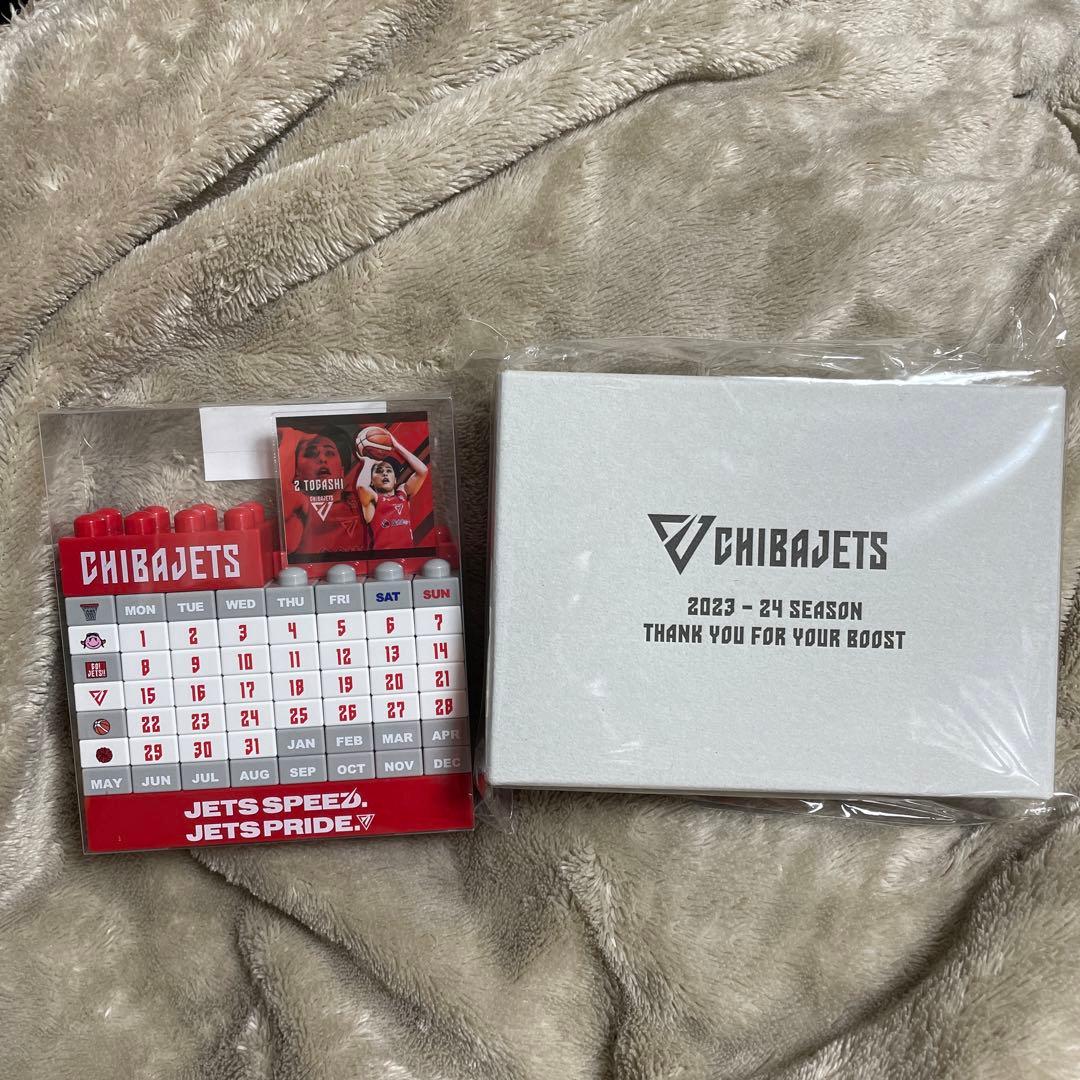 2 TOGASHI
CHIBAJETS
CHIBAJETS
MON TUE WED THU FRI SAT SUN
1 2 3 4 5 6 7
GO! JETS!! 8 9 10 11 12 13 14
15 16 17 18 19 20 21
22 23 24 25 26 27 28
29 30 31 JAN FEB MAR APR
MAY JUN JUL AUG SEP OCT NOV DEC
JETS SPEED.
JETS PRIDE.
CHIBAJETS
2023 - 24 SEASON
THANK YOU FOR YOUR BOOST